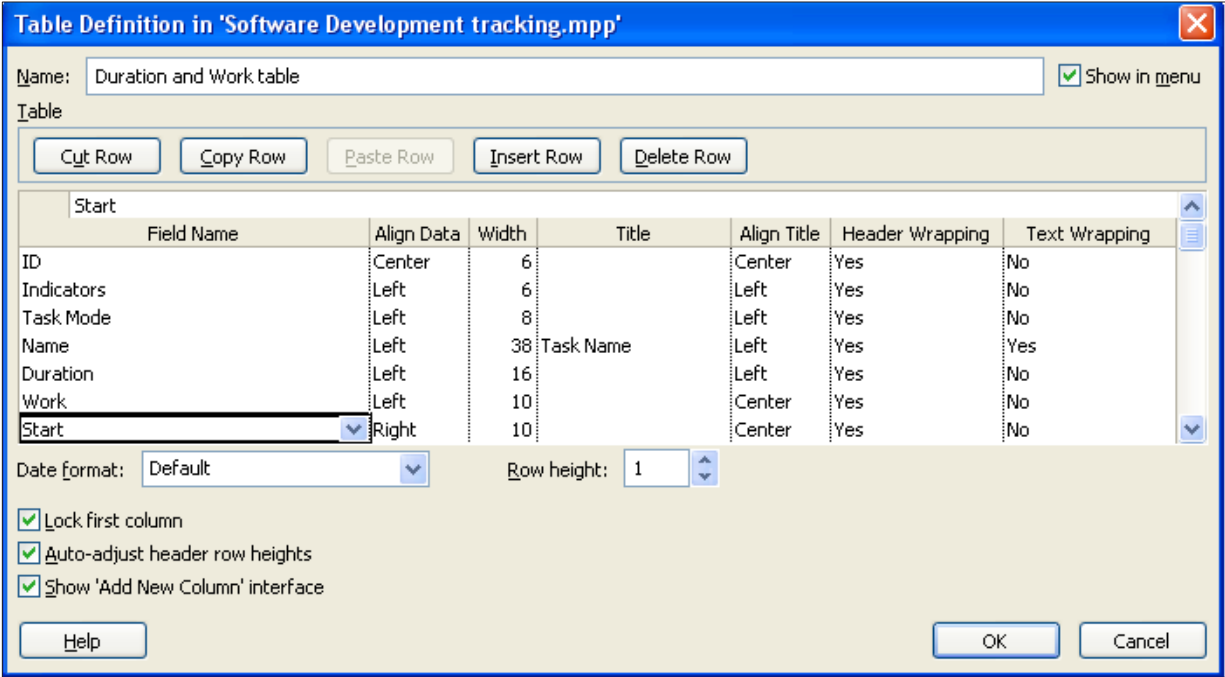 Table Definition in 'Software Development tracking.mpp'
Name: Duration and Work table Show in menu
Table
Cut Row Copy Row Paste Row Insert Row Delete Row
Start
Field Name Align Data Width Title Align Title Header Wrapping Text Wrapping
ID Center 6 Center Yes No
Indicators Left 6 Left Yes No
Task Mode Left 8 Left Yes No
Name Left 38 Task Name Left Yes Yes
Duration Left 16 Left Yes No
Work Left 10 Center Yes No
Start Right 10 Center Yes No
Date format: Default Row height: 1
Lock first column
Auto-adjust header row heights
Show 'Add New Column' interface
Help OK Cancel